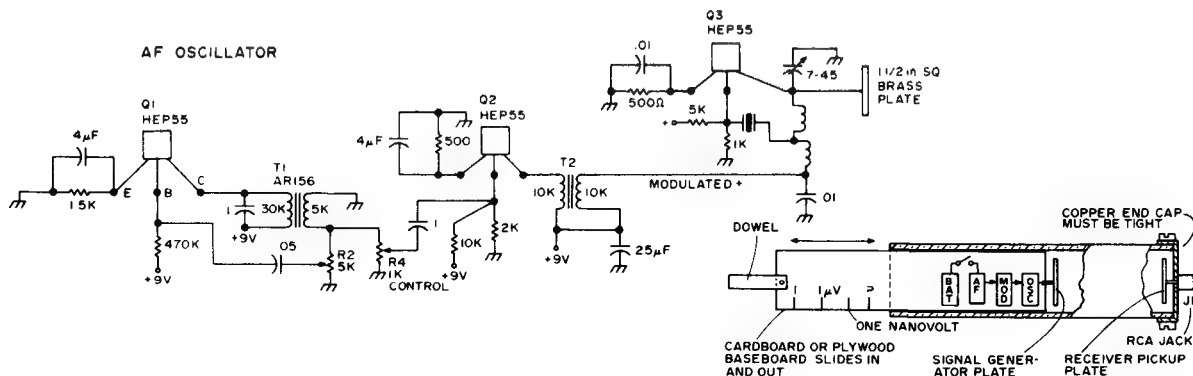 AF OSCILLATOR
Q1
HEP55
4µF
1.5K
E
B
C
470K
+9V
.05
1
30K
+9V
T1
AR156
5K
R2
5K
R4
1K
CONTROL
4µF
500
Q2
HEP55
1
10K
+9V
2K
T2
10K
10K
+9V
25µF
MODULATED +
.01
500Ω
Q3
HEP55
5K
+
1K
7-45
1 1/2 in SQ
BRASS
PLATE
.01
DOWEL
1
1µV
P
ONE NANOVOLT
CARDBOARD OR PLYWOOD
BASEBOARD SLIDES IN
AND OUT
BAT
AF
MOD
OSC
SIGNAL GENER-
ATOR PLATE
COPPER END CAP
MUST BE TIGHT
J1
RCA JACK
RECEIVER PICKUP
PLATE